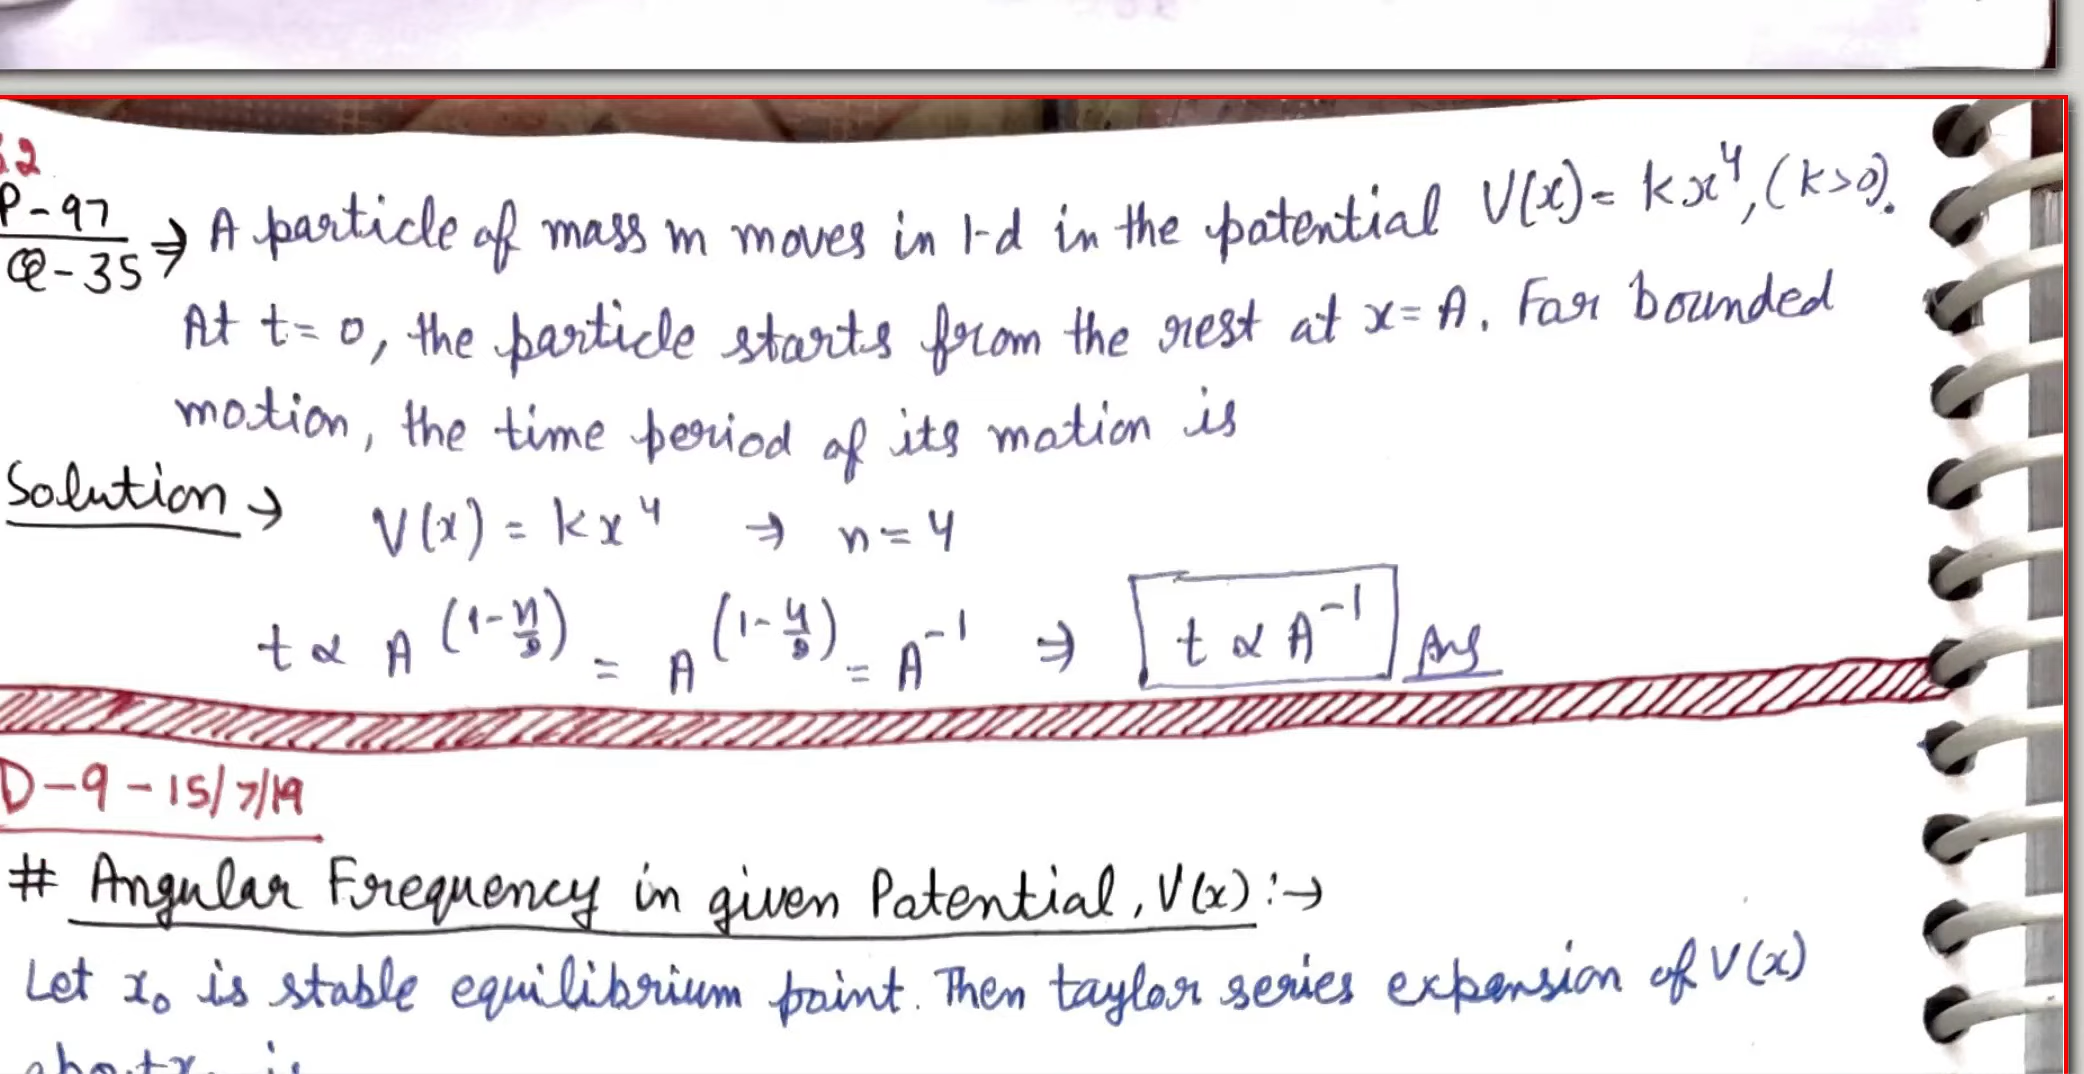 .2
P-97
Q-35 ⇒ A particle of mass m moves in 1-d in the potential V(x) = kx⁴, (k>0).
At t=0, the particle starts from the rest at x=A. For bounded
motion, the time period of its motion is
Solution → V(x) = kx⁴ ⇒ n=4
t ∝ A^(1-n/2) = A^(1-4/2) = A⁻¹ ⇒ t ∝ A⁻¹ Ans
D-9-15/7/19
# Angular Frequency in given Potential, V(x) :→
Let x₀ is stable equilibrium point. Then taylor series expansion of V(x)
about x₀ is